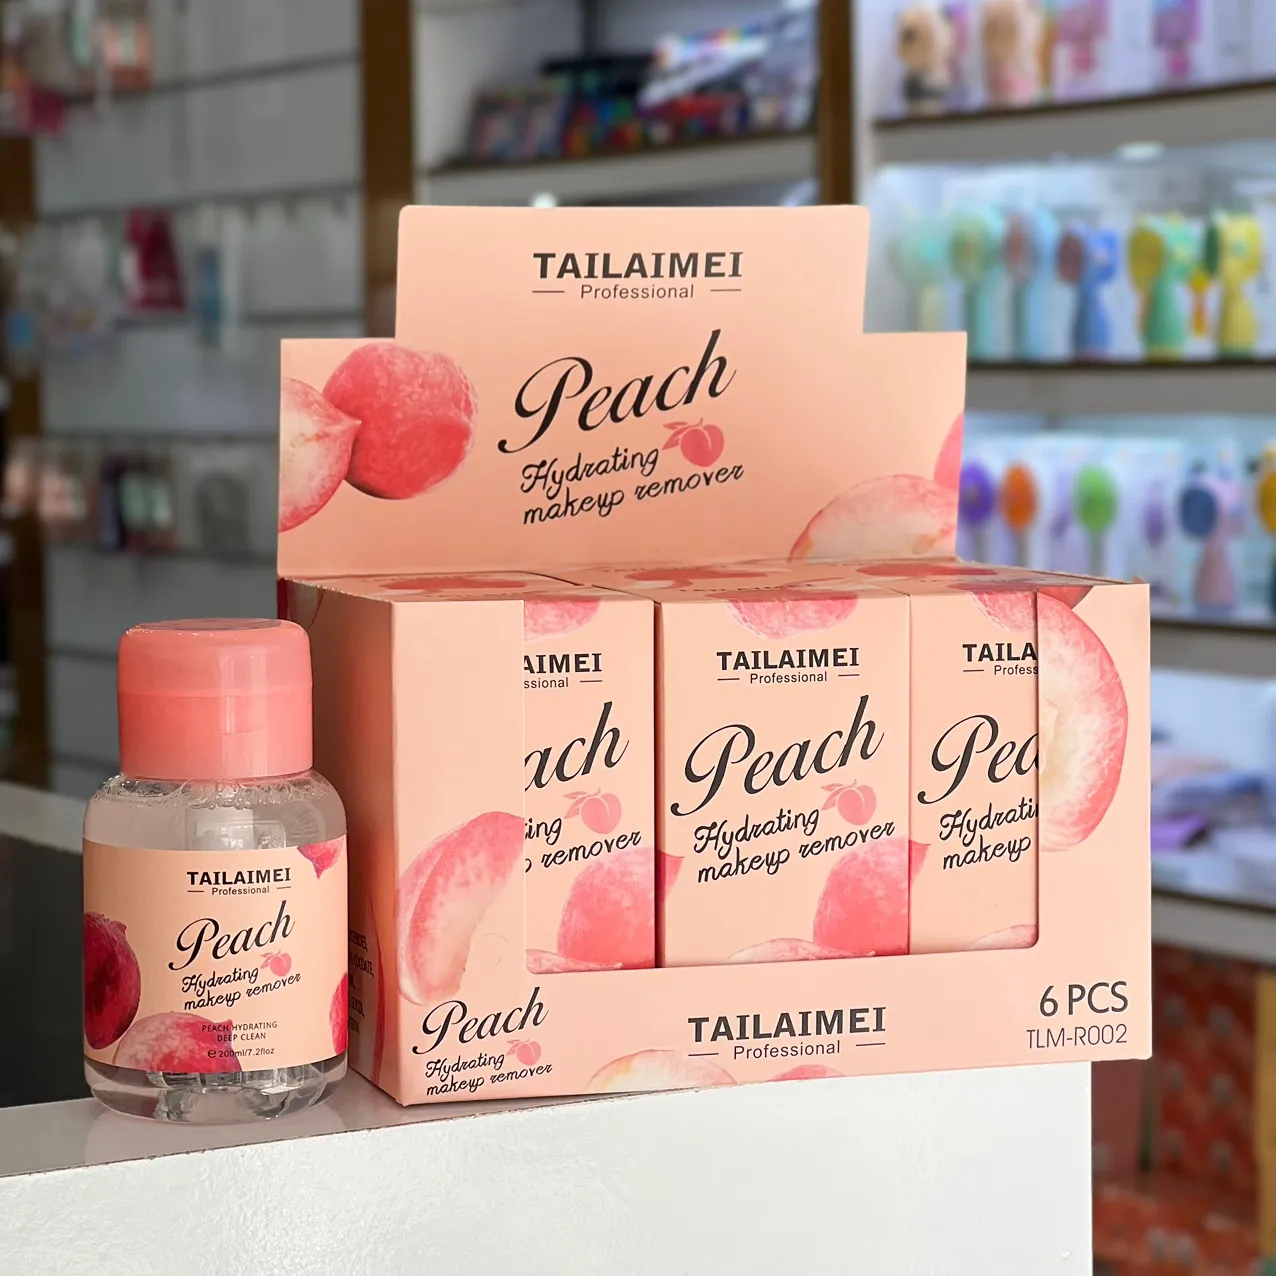 TAILAIMEI
Professional
Peach
Hydrating
makeup remover
AIMEI
ssional
ach
ing
remover
TAILAIMEI
Professional
Peach
Hydrating
makeup remover
TAILA
Profess
Pea
Hydrati
makeup
Peach
Hydrating
makeup remover
TAILAIMEI
Professional
6 PCS
TLM-R002
TAILAIMEI
Professional
Peach
Hydrating
makeup remover
PEACH HYDRATING
DEEP CLEAN
e 200ml/7.2floz